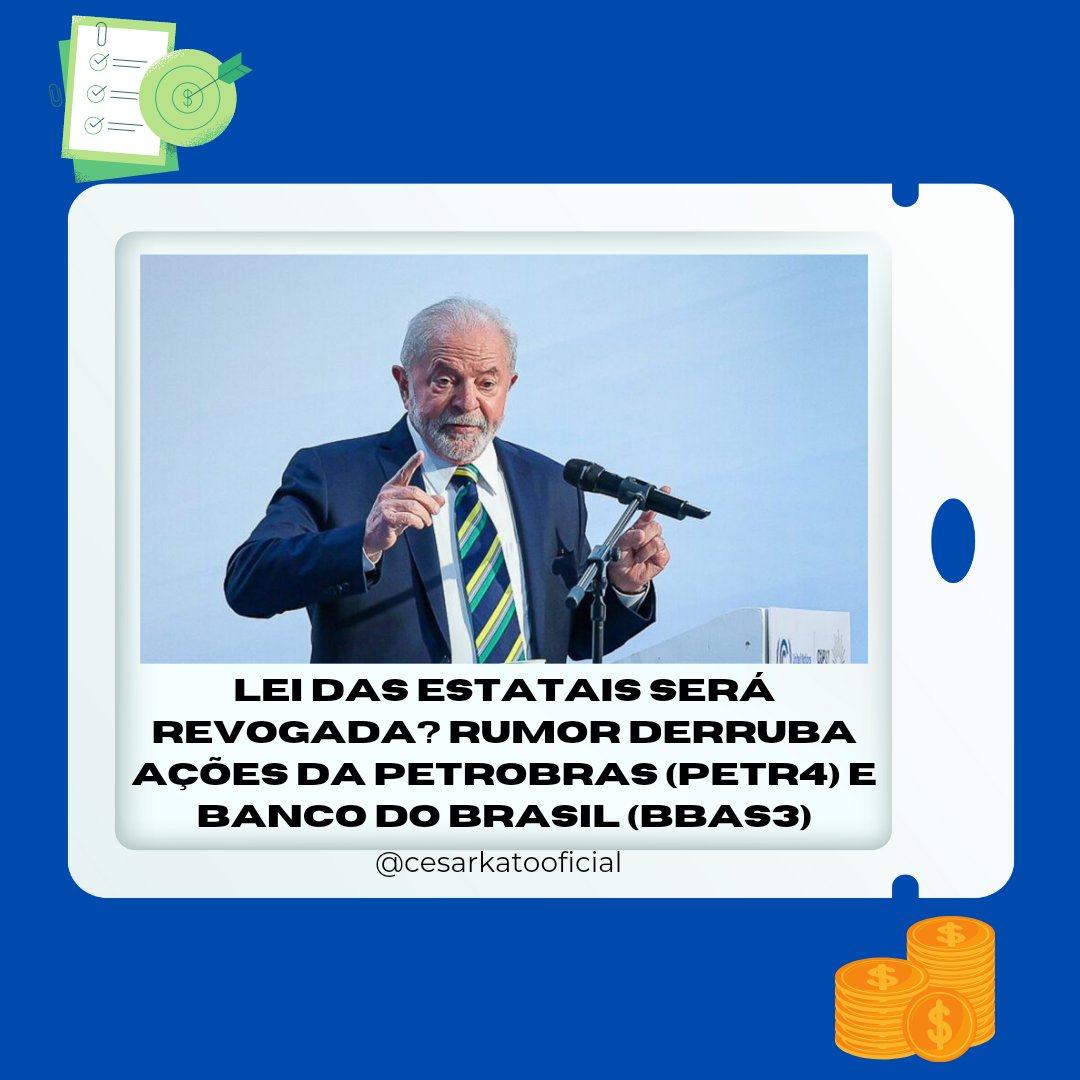 LEI DAS ESTATAIS SERÁ
REVOGADA? RUMOR DERRUBA
AÇÕES DA PETROBRAS (PETR4) E
BANCO DO BRASIL (BBAS3)
@cesarkatooficial